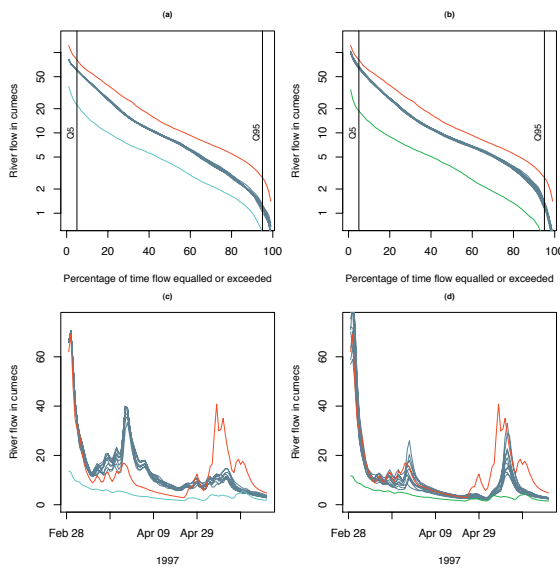 (a)
River flow in cumecs
50
20
10
5
2
1
Q5
Q95
0 20 40 60 80 100
Percentage of time flow equalled or exceeded
(b)
River flow in cumecs
50
20
10
5
2
1
Q5
Q95
0 20 40 60 80 100
Percentage of time flow equalled or exceeded
(c)
River flow in cumecs
60
40
20
0
Feb 28 Apr 09 Apr 29
1997
(d)
River flow in cumecs
60
40
20
0
Feb 28 Apr 09 Apr 29
1997